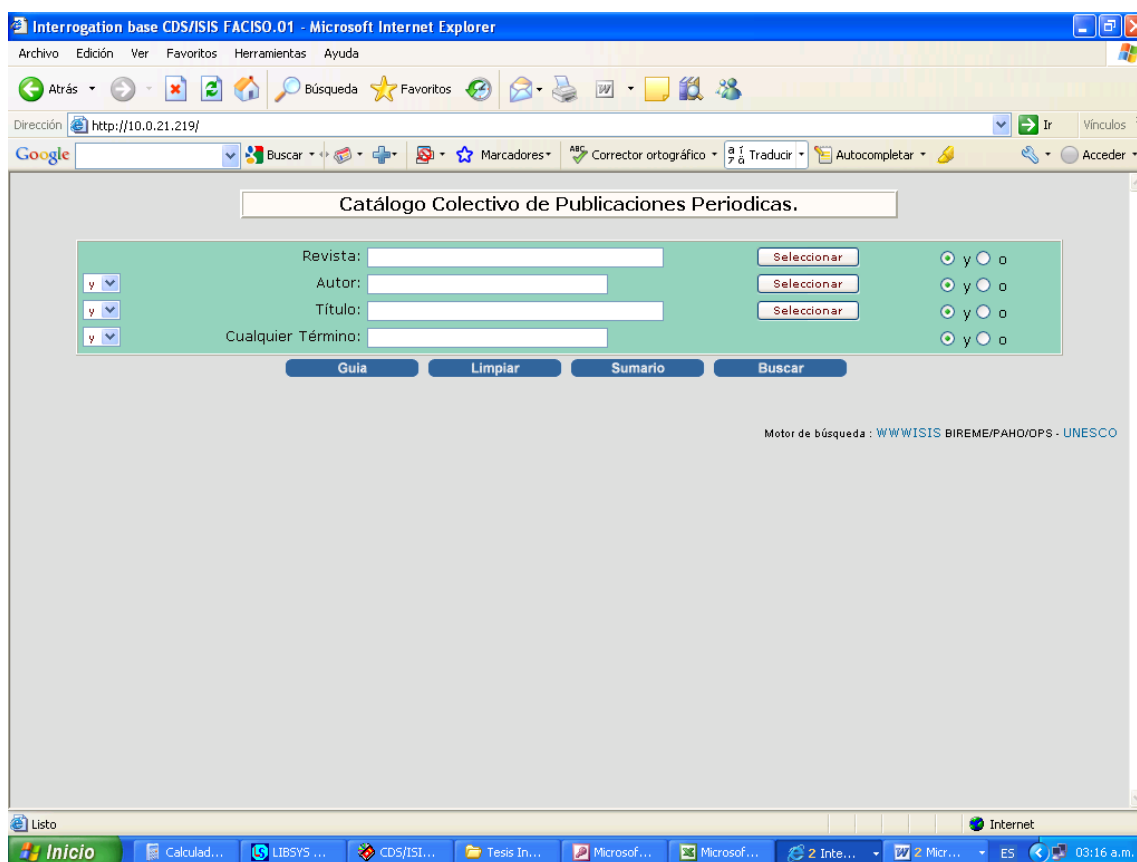 Interrogation base CDS/ISIS FACISO.01 - Microsoft Internet Explorer
Archivo Edición Ver Favoritos Herramientas Ayuda
Atrás Búsqueda Favoritos W
Dirección http://10.0.21.219/ Ir Vínculos
Google Buscar Marcadores ABC Corrector ortográfico Traducir Autocompletar Acceder
Catálogo Colectivo de Publicaciones Periodicas.
Revista: Seleccionar y o
y Autor: Seleccionar y o
y Título: Seleccionar y o
y Cualquier Término: y o
Guia Limpiar Sumario Buscar
Motor de búsqueda : WWWISIS BIREME/PAHO/OPS - UNESCO
Listo Internet
Inicio Calculad... LIBSYS ... CDS/ISI... Tesis In... Microsof... Microsof... 2 Inte... 2 Micr... ES 03:16 a.m.